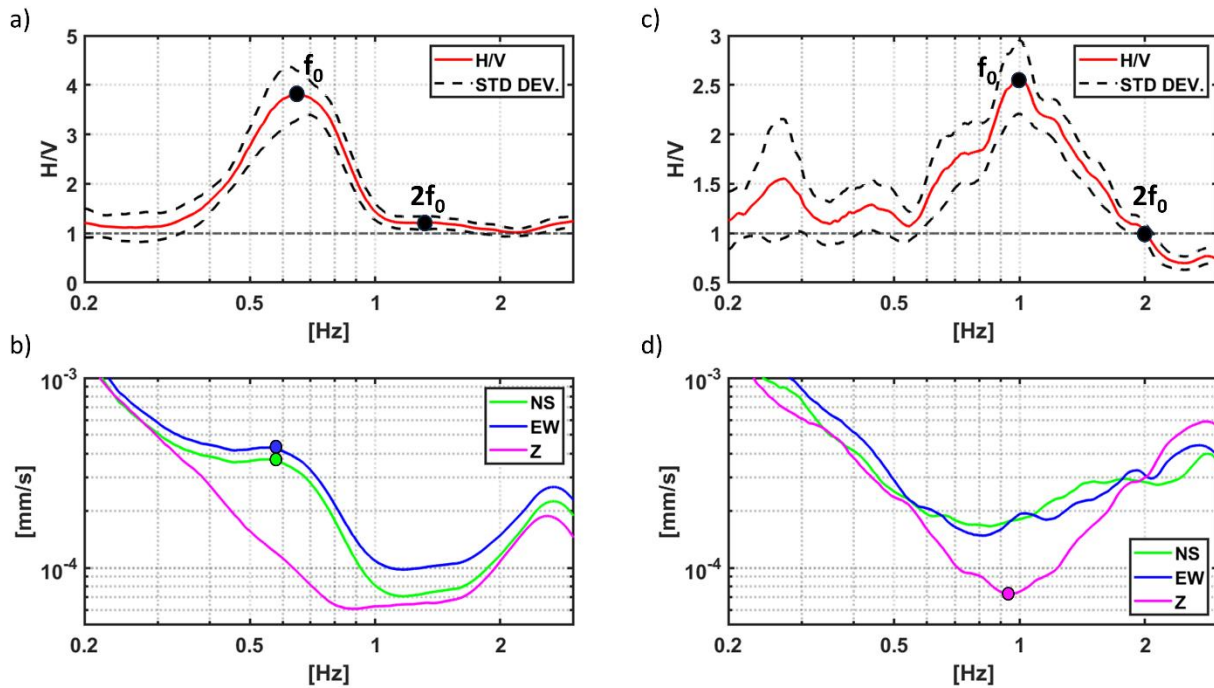 a)
5
4
3
2
1
0
H/V
f0
2f0
H/V
STD DEV.
0.2
0.5
1
2
[Hz]
c)
3
2.5
2
1.5
1
0.5
H/V
f0
2f0
H/V
STD DEV.
0.2
0.5
1
2
[Hz]
b)
10-3
10-4
[mm/s]
NS
EW
Z
0.2
0.5
1
2
[Hz]
d)
10-3
10-4
[mm/s]
NS
EW
Z
0.2
0.5
1
2
[Hz]